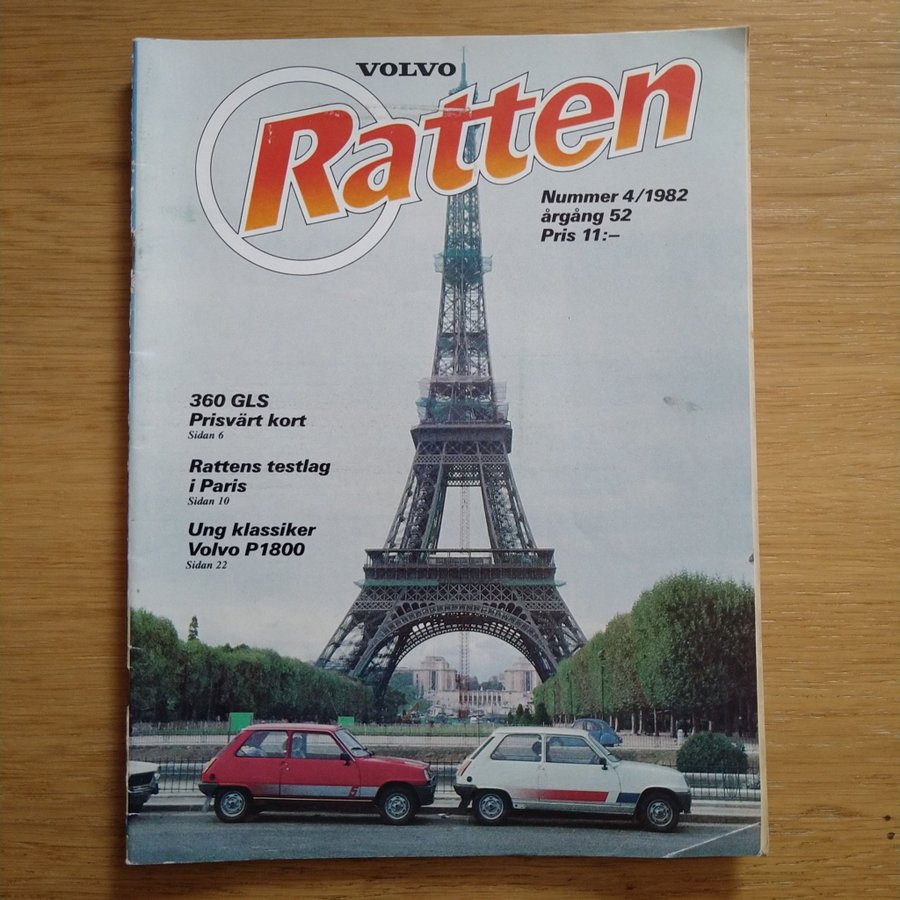 VOLVO
Ratten
Nummer 4/1982
årgång 52
Pris 11:–
360 GLS
Prisvärt kort
Sidan 6
Rattens testlag
i Paris
Sidan 10
Ung klassiker
Volvo P1800
Sidan 22
5